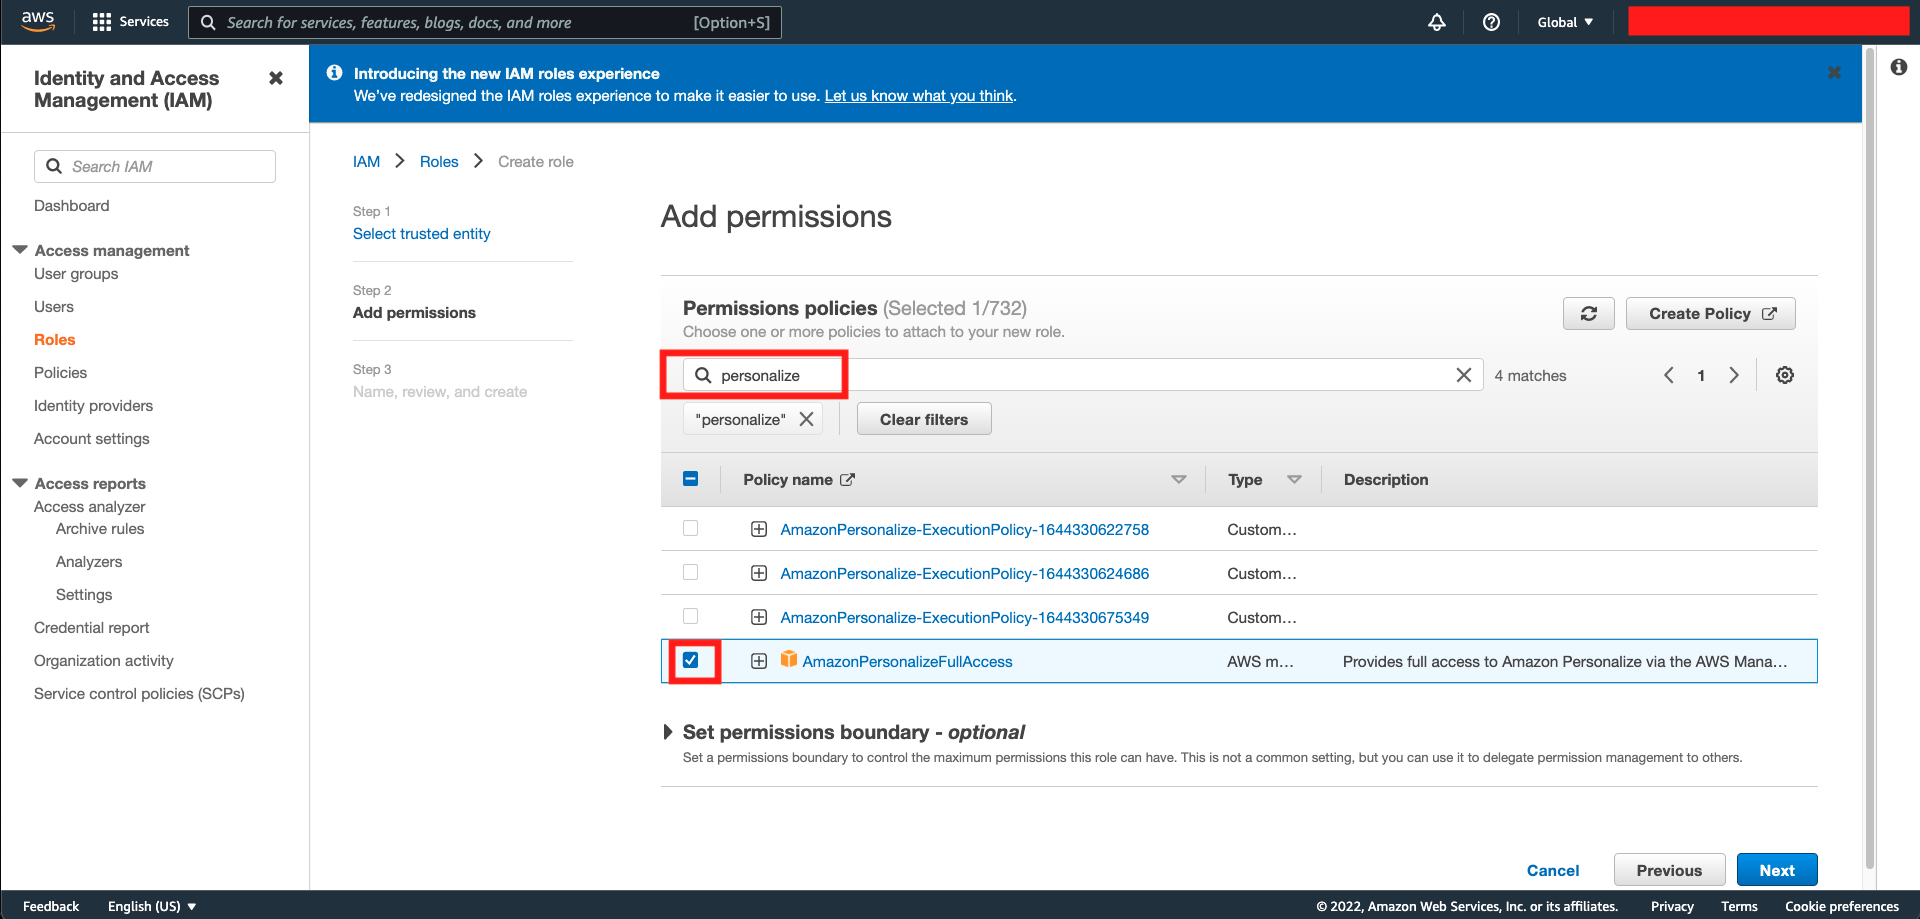 aws
Services
Search for services, features, blogs, docs, and more
[Option+S]
Global
Identity and Access
Management (IAM)
Search IAM
Dashboard
Access management
User groups
Users
Roles
Policies
Identity providers
Account settings
Access reports
Access analyzer
Archive rules
Analyzers
Settings
Credential report
Organization activity
Service control policies (SCPs)
Introducing the new IAM roles experience
We've redesigned the IAM roles experience to make it easier to use. Let us know what you think.
IAM
Roles
Create role
Step 1
Select trusted entity
Step 2
Add permissions
Step 3
Name, review, and create
Add permissions
Permissions policies (Selected 1/732)
Choose one or more policies to attach to your new role.
Create Policy
personalize
4 matches
1
"personalize"
Clear filters
Policy name
Type
Description
AmazonPersonalize-ExecutionPolicy-1644330622758
Custom…
AmazonPersonalize-ExecutionPolicy-1644330624686
Custom…
AmazonPersonalize-ExecutionPolicy-1644330675349
Custom…
AmazonPersonalizeFullAccess
AWS m…
Provides full access to Amazon Personalize via the AWS Mana…
Set permissions boundary - optional
Set a permissions boundary to control the maximum permissions this role can have. This is not a common setting, but you can use it to delegate permission management to others.
Cancel
Previous
Next
Feedback
English (US)
© 2022, Amazon Web Services, Inc. or its affiliates.
Privacy
Terms
Cookie preferences